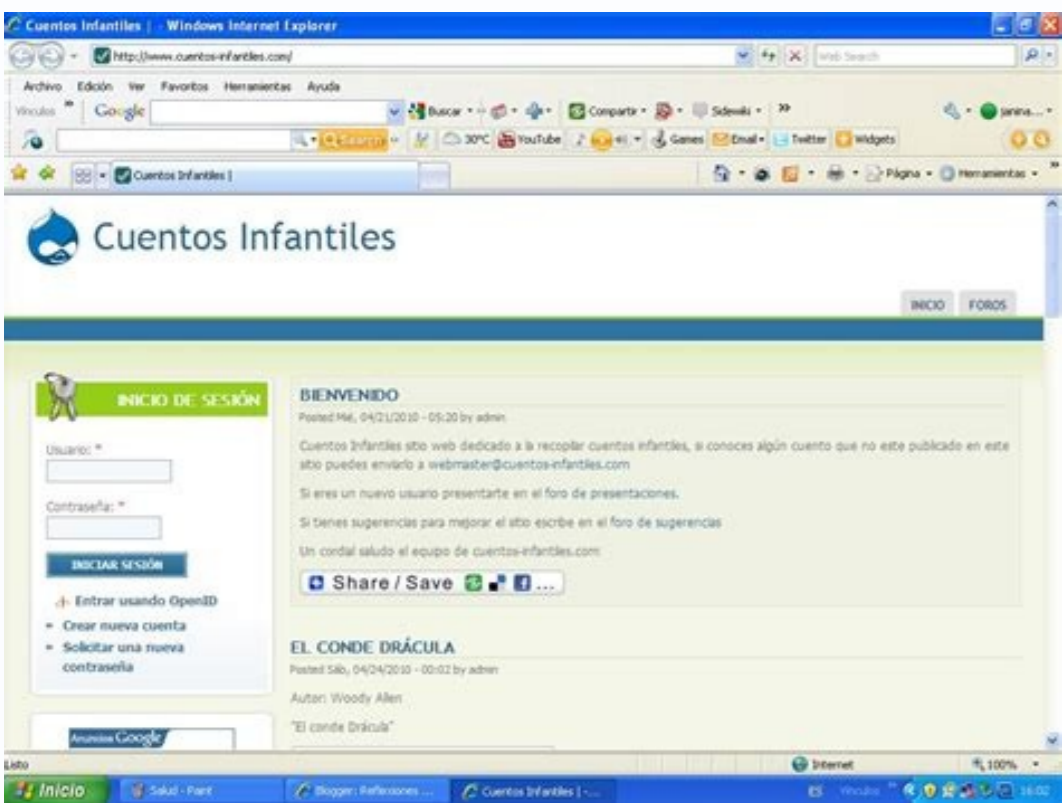 Cuentos Infantiles | - Windows Internet Explorer
http://www.cuentos-infantiles.com/
Web Search
Archivo Edición Ver Favoritos Herramientas Ayuda
Vínculos Google Buscar Compartir Sidewiki janina...
30°C YouTube Games Email Twitter Widgets
Cuentos Infantiles | Página Herramientas
Cuentos Infantiles
INICIO FOROS
INICIO DE SESIÓN
Usuario: *
Contraseña: *
INICIAR SESIÓN
Entrar usando OpenID
Crear nueva cuenta
Solicitar una nueva
contraseña
Anuncios Google
BIENVENIDO
Posted Mié, 04/21/2010 - 05:20 by admin
Cuentos Infantiles sitio web dedicado a la recopilar cuentos infantiles, si conoces algún cuento que no este publicado en este
sitio puedes enviarlo a webmaster@cuentos-infantiles.com
Si eres un nuevo usuario presentarte en el foro de presentaciones.
Si tienes sugerencias para mejorar el sitio escribe en el foro de sugerencias
Un cordial saludo el equipo de cuentos-infantiles.com
Share / Save ...
EL CONDE DRÁCULA
Posted Sáb, 04/24/2010 - 00:02 by admin
Autor: Woody Allen
"El conde Drácula"
Listo Internet 100%
Inicio Salud - Paint Blogger: Reflexiones ... Cuentos Infantiles | -... ES Vínculos 16:02